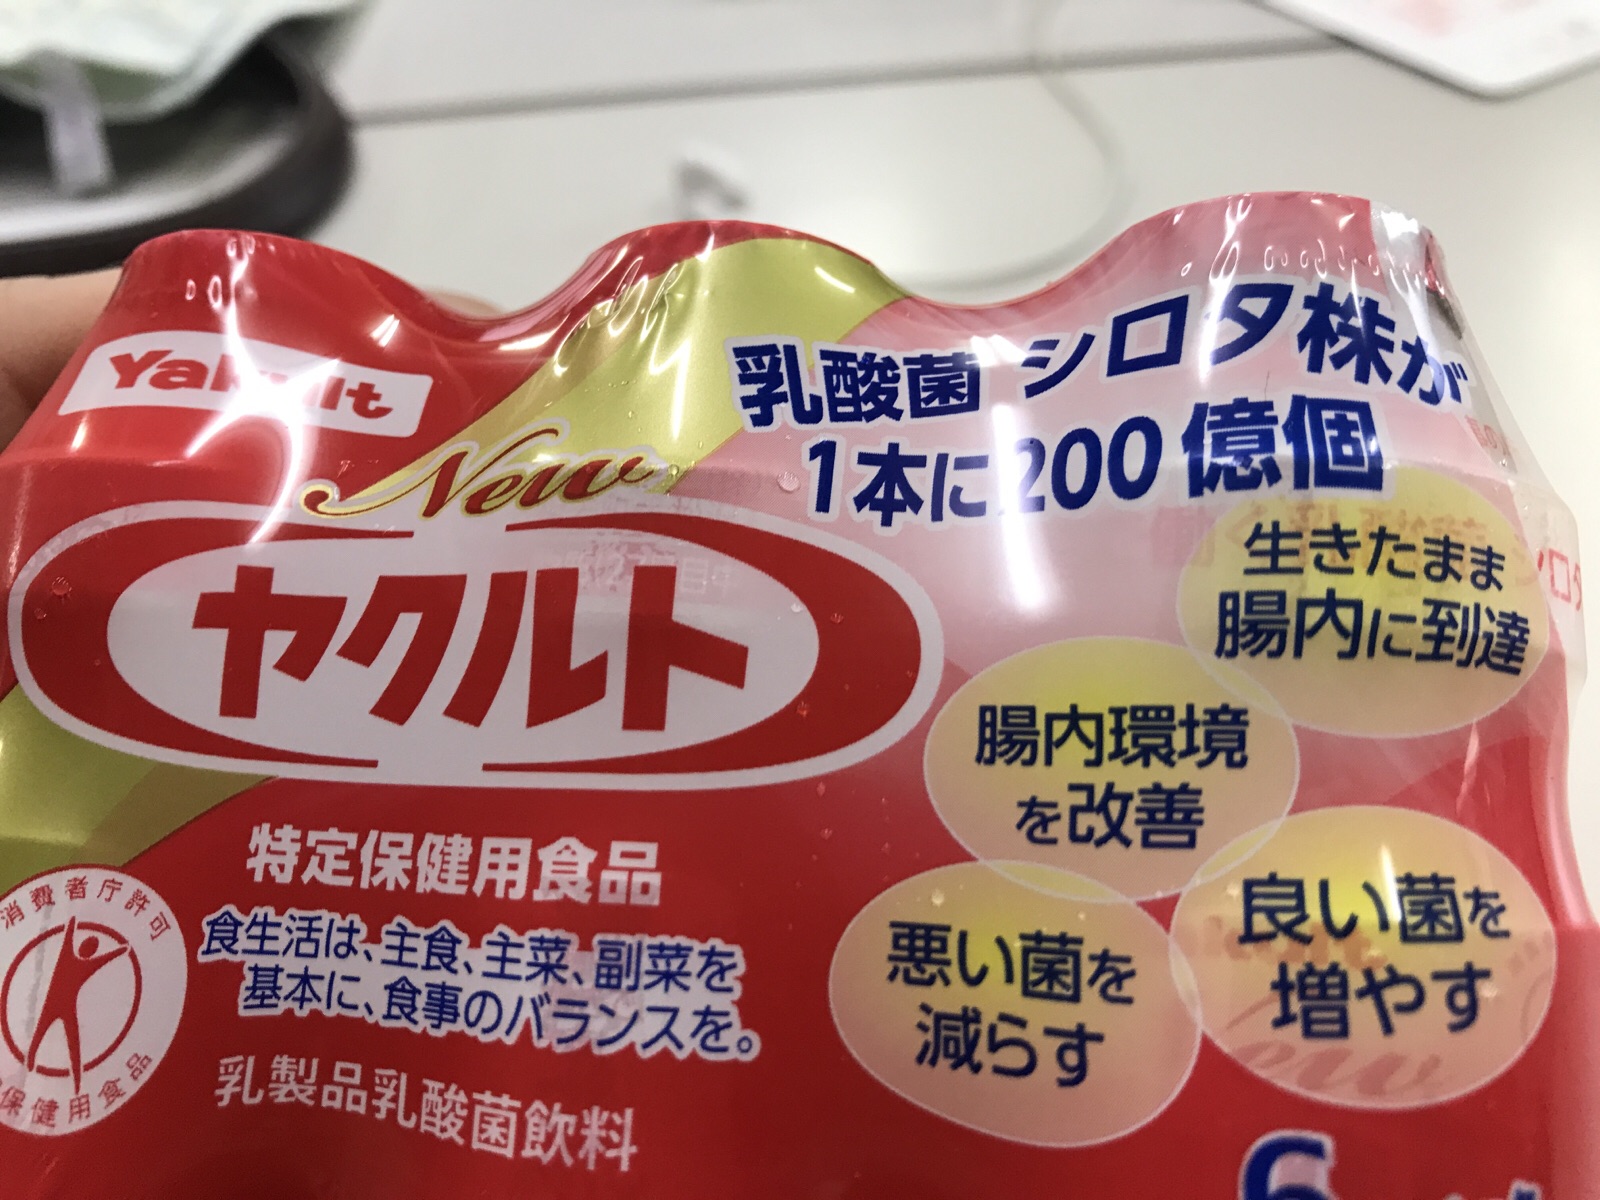 Yakult
New
ヤクルト
乳酸菌 シロタ株が
1本に200億個
生きたまま
腸内に到達
腸内環境
を改善
良い菌を
増やす
悪い菌を
減らす
特定保健用食品
食生活は、主食、主菜、副菜を
基本に、食事のバランスを。
乳製品乳酸菌飲料
消費者庁許可
保健用食品
6